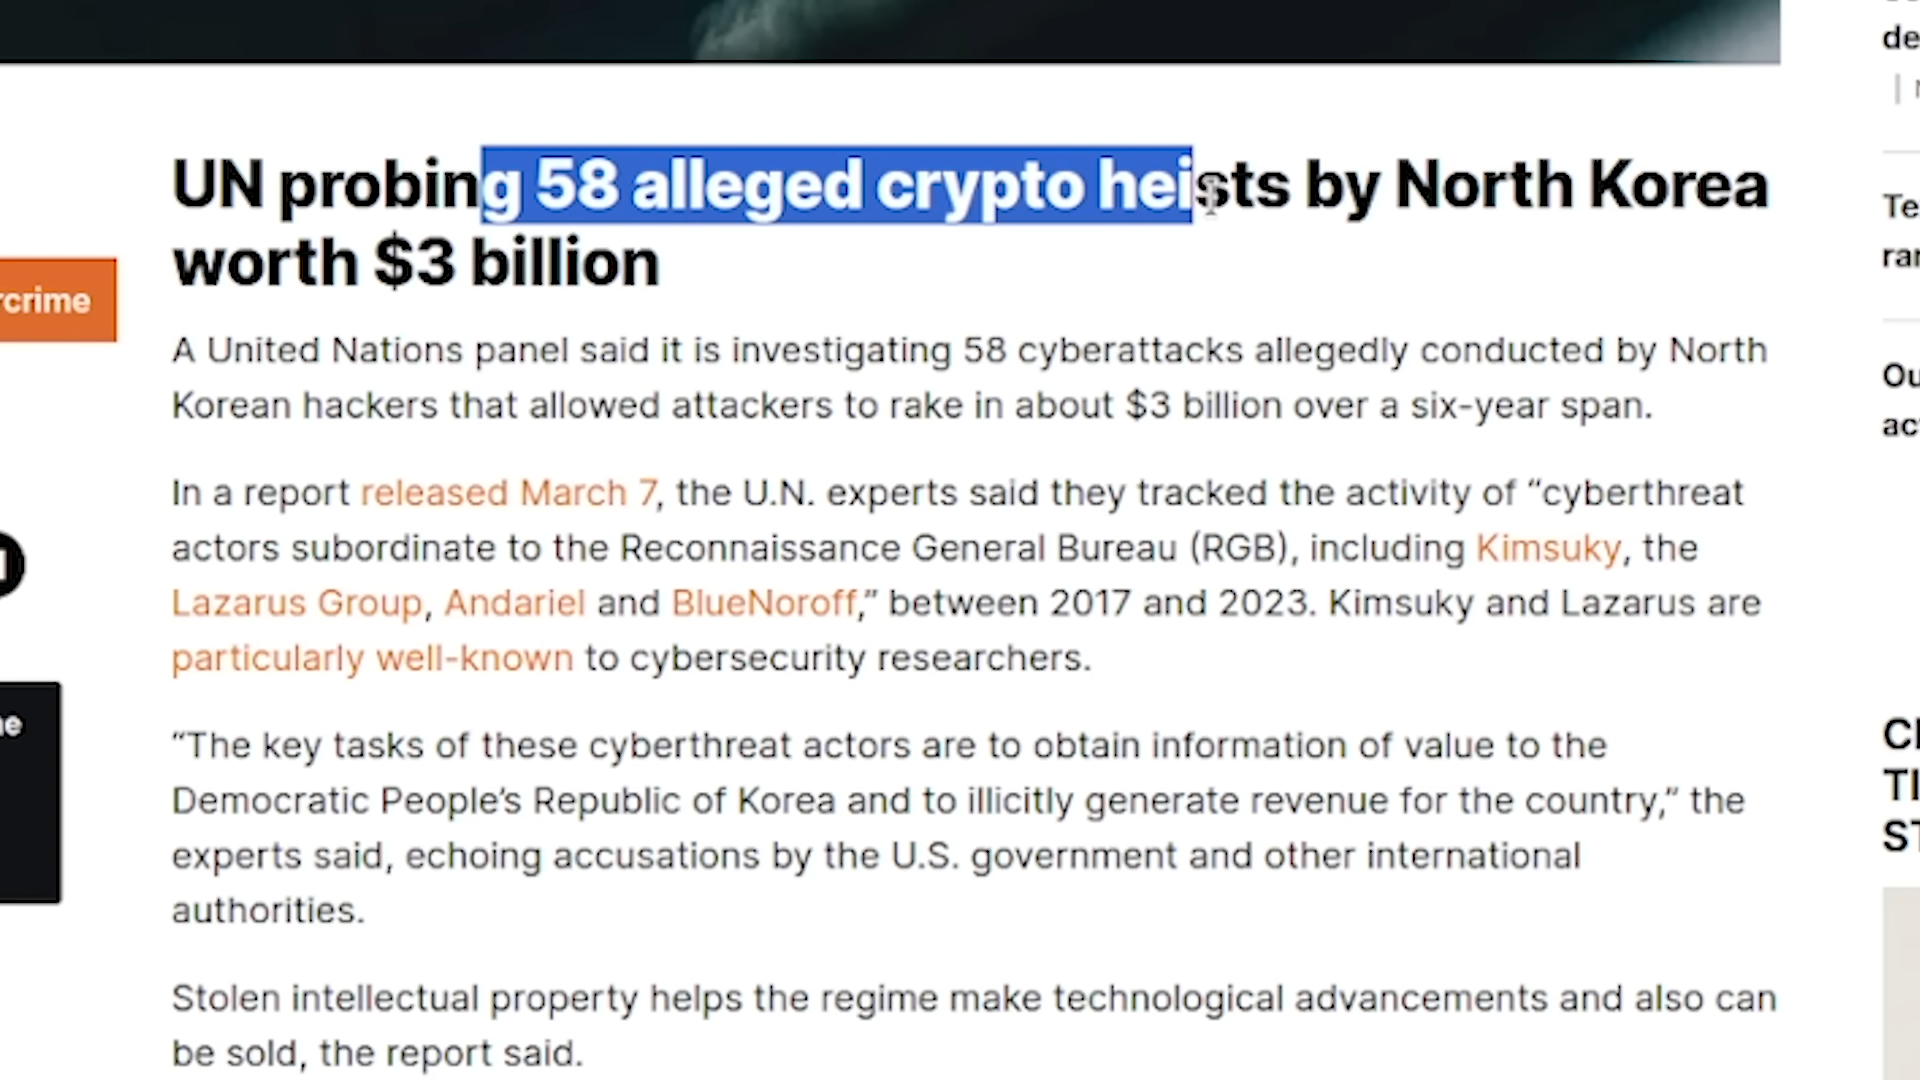 UN probing 58 alleged crypto heists by North Korea
worth $3 billion
A United Nations panel said it is investigating 58 cyberattacks allegedly conducted by North
Korean hackers that allowed attackers to rake in about $3 billion over a six-year span.
In a report released March 7, the U.N. experts said they tracked the activity of “cyberthreat
actors subordinate to the Reconnaissance General Bureau (RGB), including Kimsuky, the
Lazarus Group, Andariel and BlueNoroff,” between 2017 and 2023. Kimsuky and Lazarus are
particularly well-known to cybersecurity researchers.
“The key tasks of these cyberthreat actors are to obtain information of value to the
Democratic People’s Republic of Korea and to illicitly generate revenue for the country,” the
experts said, echoing accusations by the U.S. government and other international
authorities.
Stolen intellectual property helps the regime make technological advancements and also can
be sold, the report said.